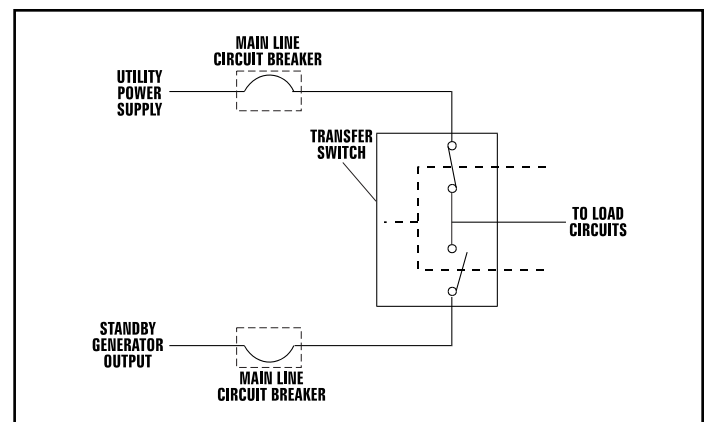 MAIN LINE
CIRCUIT BREAKER
UTILITY
POWER
SUPPLY
TRANSFER
SWITCH
TO LOAD
CIRCUITS
STANDBY
GENERATOR
OUTPUT
MAIN LINE
CIRCUIT BREAKER